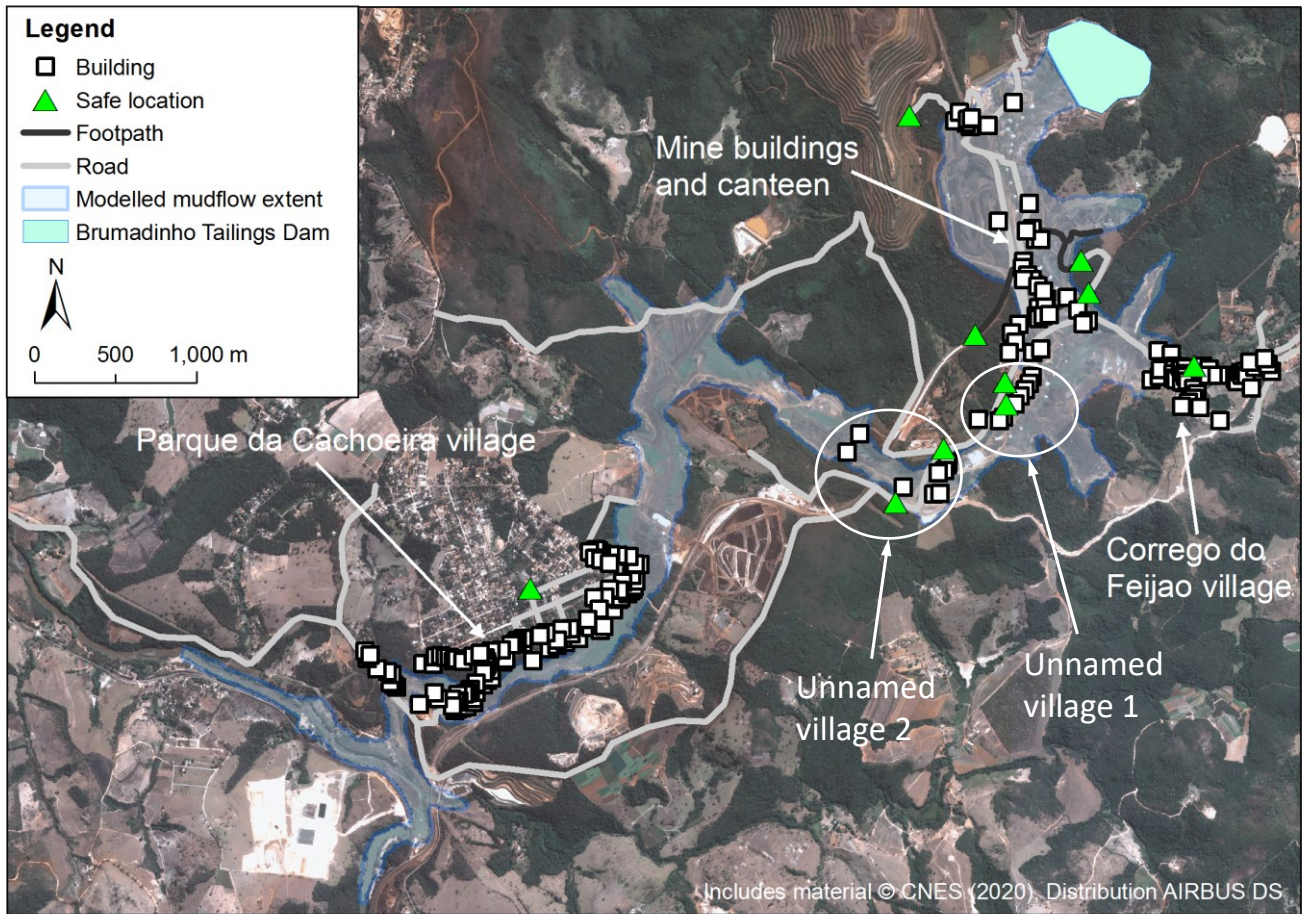 Legend
Building
Safe location
Footpath
Road
Modelled mudflow extent
Brumadinho Tailings Dam
N
0 500 1,000 m
Mine buildings
and canteen
Parque da Cachoeira village
Corrego do
Feijao village
Unnamed
village 1
Unnamed
village 2
Includes material © CNES (2020), Distribution AIRBUS DS